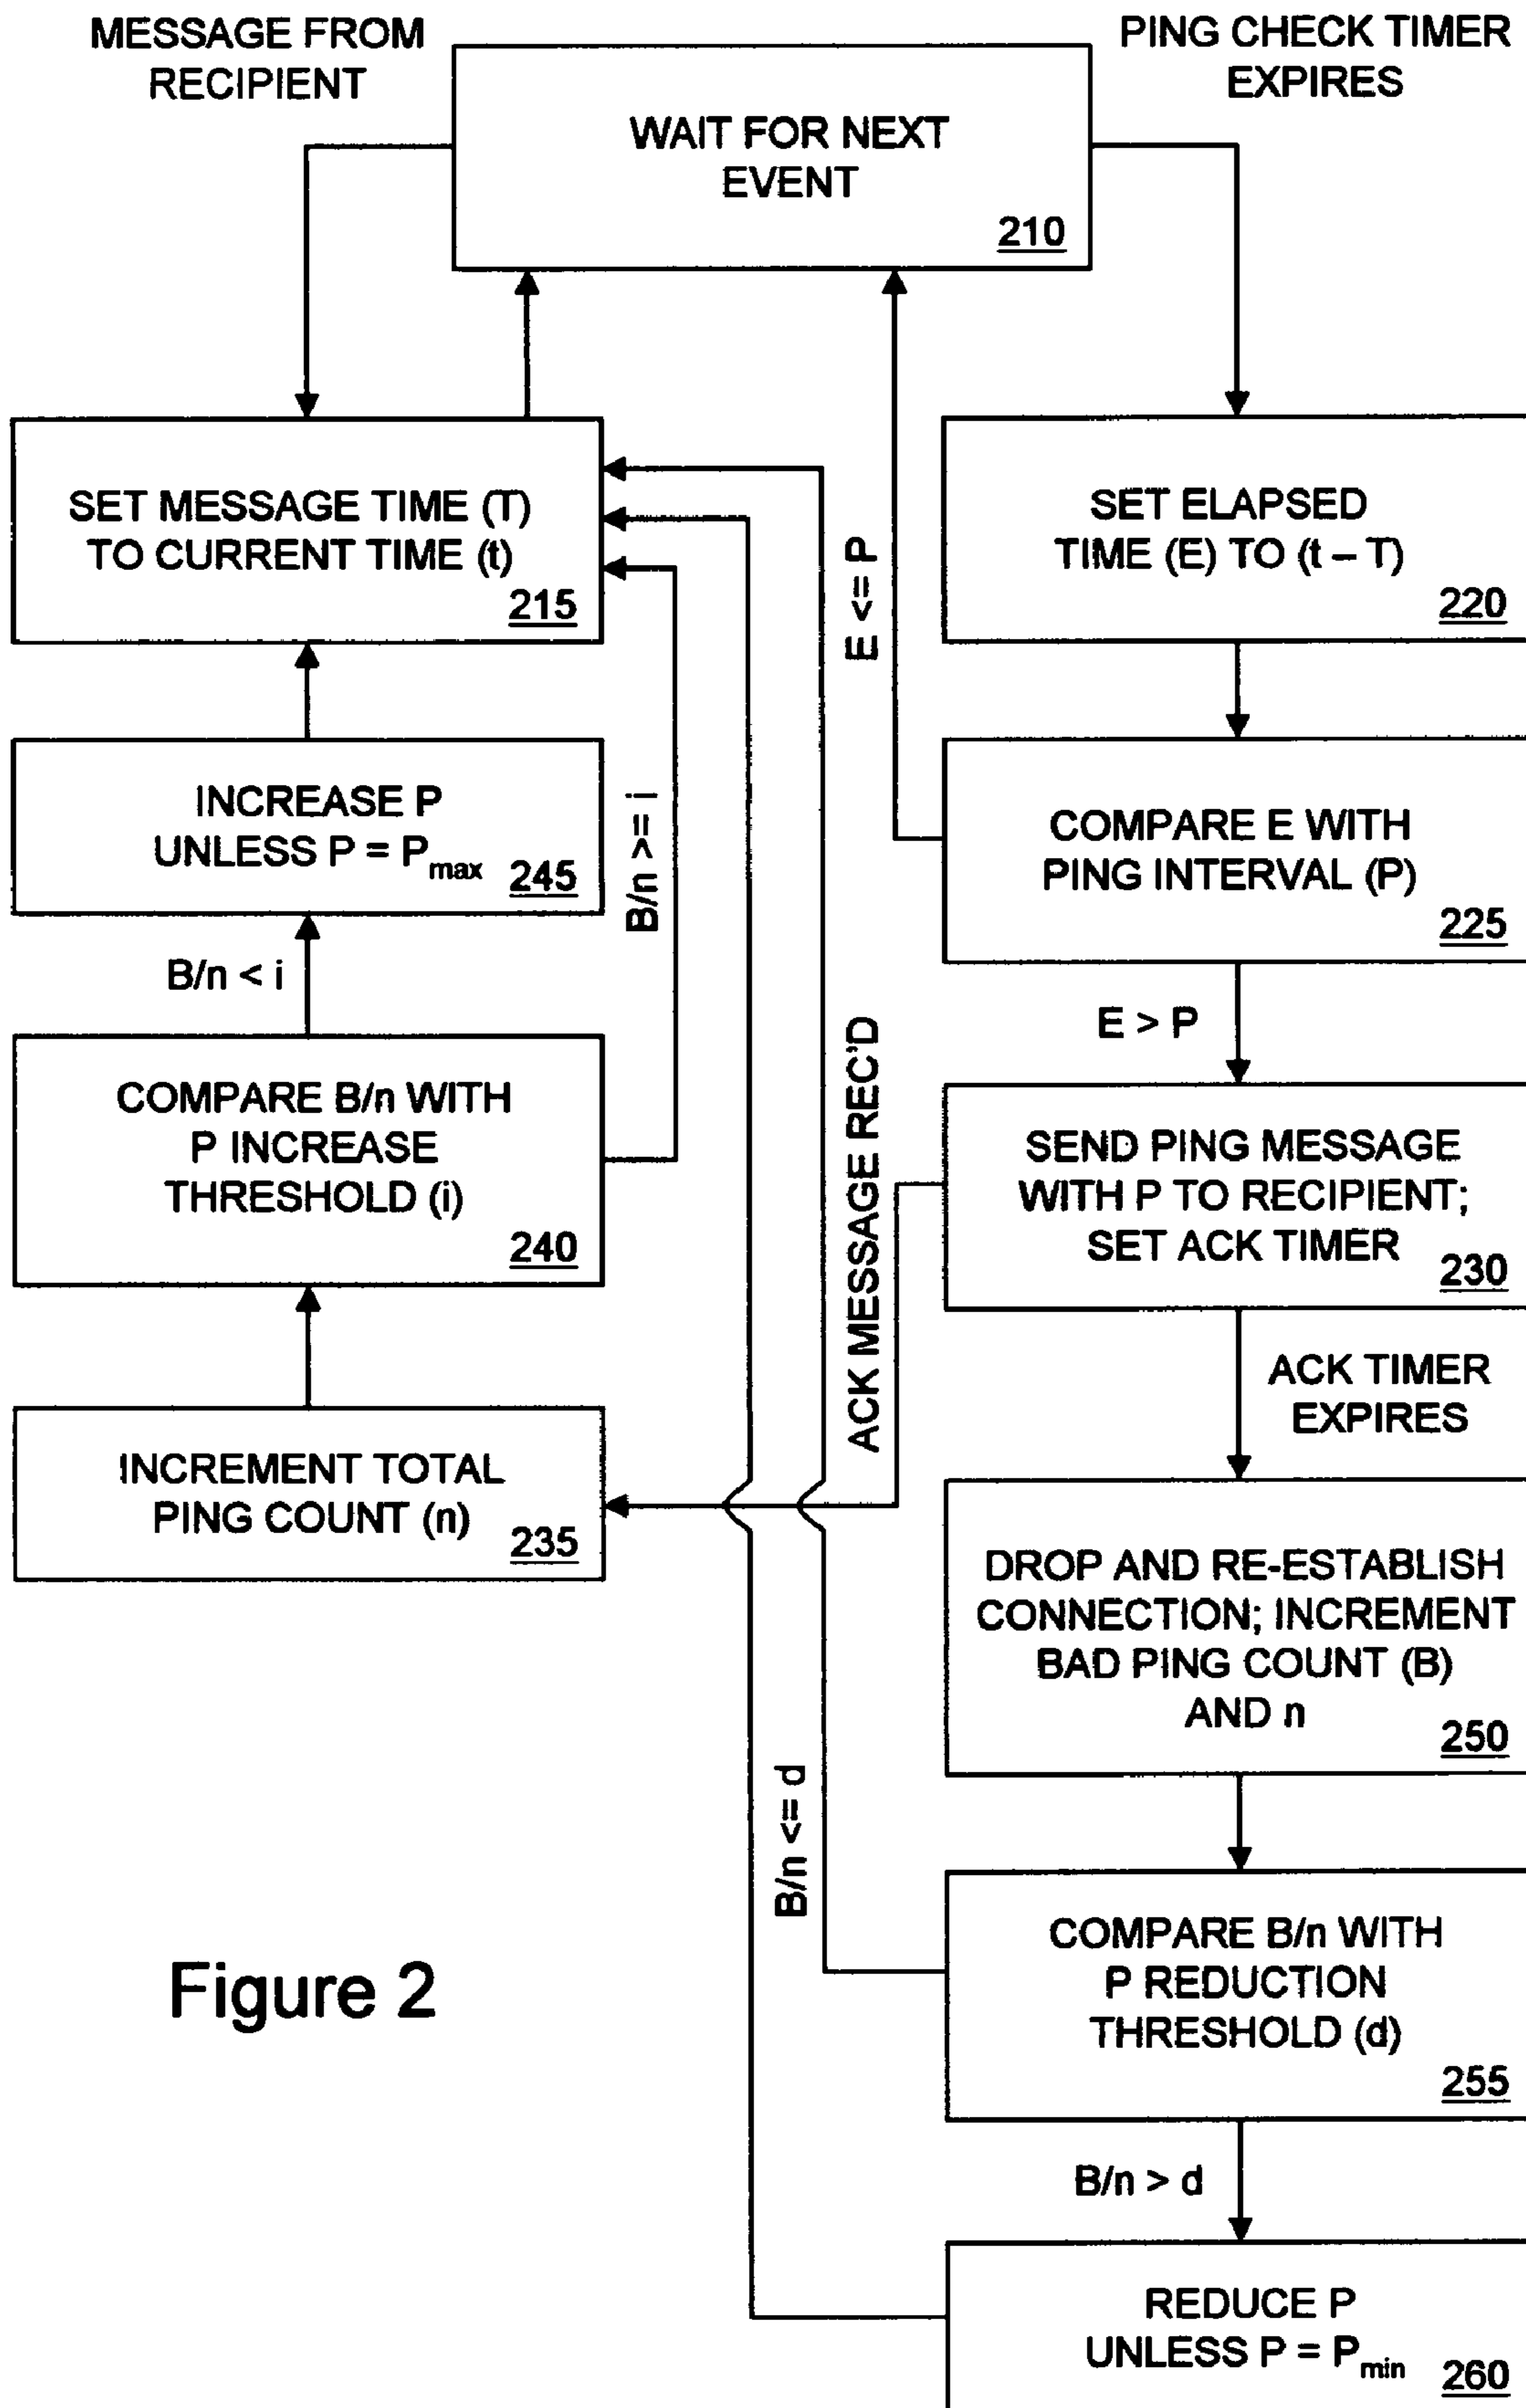 MESSAGE FROM
RECIPIENT
PING CHECK TIMER
EXPIRES
WAIT FOR NEXT
EVENT
210
SET MESSAGE TIME (T)
TO CURRENT TIME (t)
215
SET ELAPSED
TIME (E) TO (t – T)
220
E <= P
INCREASE P
UNLESS P = Pmax
245
B/n >= i
COMPARE E WITH
PING INTERVAL (P)
225
B/n < i
E > P
COMPARE B/n WITH
P INCREASE
THRESHOLD (i)
240
ACK MESSAGE REC'D
SEND PING MESSAGE
WITH P TO RECIPIENT;
SET ACK TIMER
230
ACK TIMER
EXPIRES
INCREMENT TOTAL
PING COUNT (n)
235
DROP AND RE-ESTABLISH
CONNECTION; INCREMENT
BAD PING COUNT (B)
AND n
250
B/n <= d
COMPARE B/n WITH
P REDUCTION
THRESHOLD (d)
255
Figure 2
B/n > d
REDUCE P
UNLESS P = Pmin
260